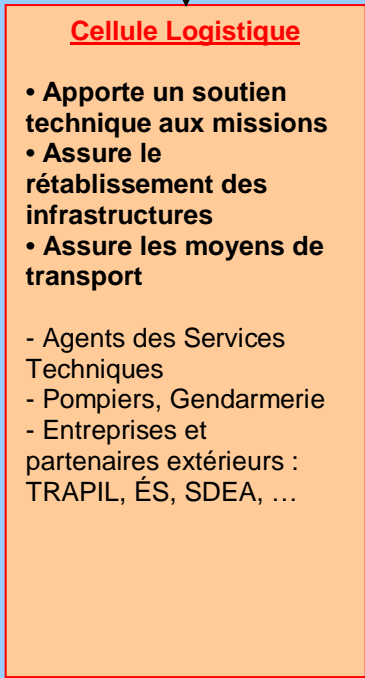 Cellule Logistique
• Apporte un soutien
technique aux missions
• Assure le
rétablissement des
infrastructures
• Assure les moyens de
transport
- Agents des Services
Techniques
- Pompiers, Gendarmerie
- Entreprises et
partenaires extérieurs :
TRAPIL, ÉS, SDEA, …